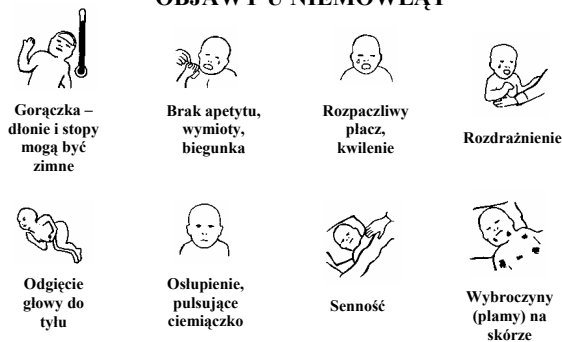 OBJAWY U NIEMOWLĄT
Gorączka –
dłonie i stopy
mogą być
zimne
Brak apetytu,
wymioty,
biegunka
Rozpaczliwy
płacz,
kwilenie
Rozdrażnienie
Odgięcie
głowy do
tyłu
Osłupienie,
pulsujące
ciemiączko
Senność
Wybroczyny
(plamy) na
skórze